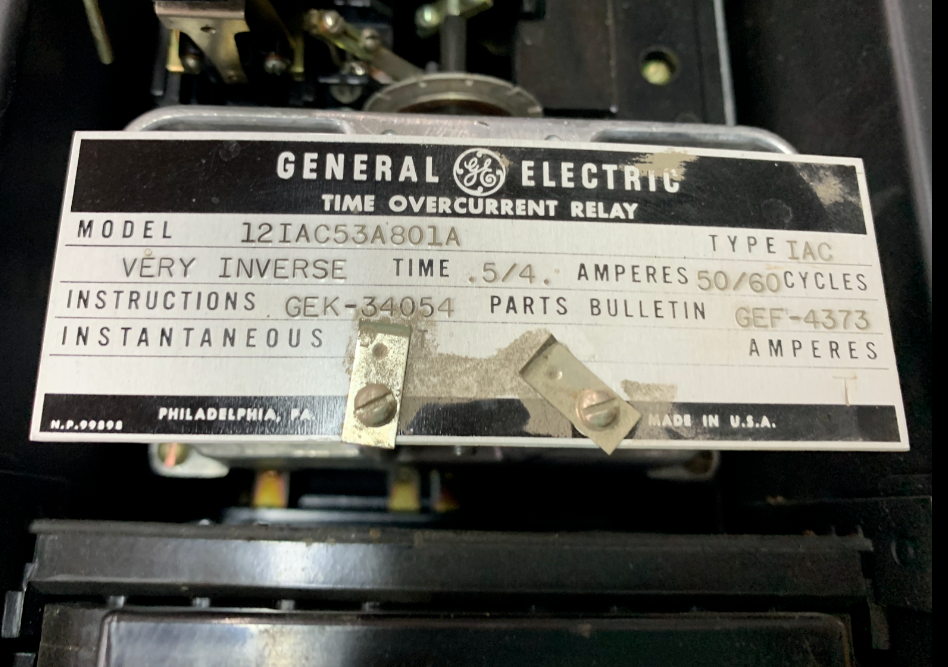 GENERAL GE ELECTRIC
TIME OVERCURRENT RELAY
MODEL 12IAC53A801A TYPE IAC
VERY INVERSE TIME .5/4. AMPERES 50/60 CYCLES
INSTRUCTIONS GEK-34054 PARTS BULLETIN GEF-4373
INSTANTANEOUS AMPERES
T
N.P. 99898 PHILADELPHIA, PA. MADE IN U.S.A.